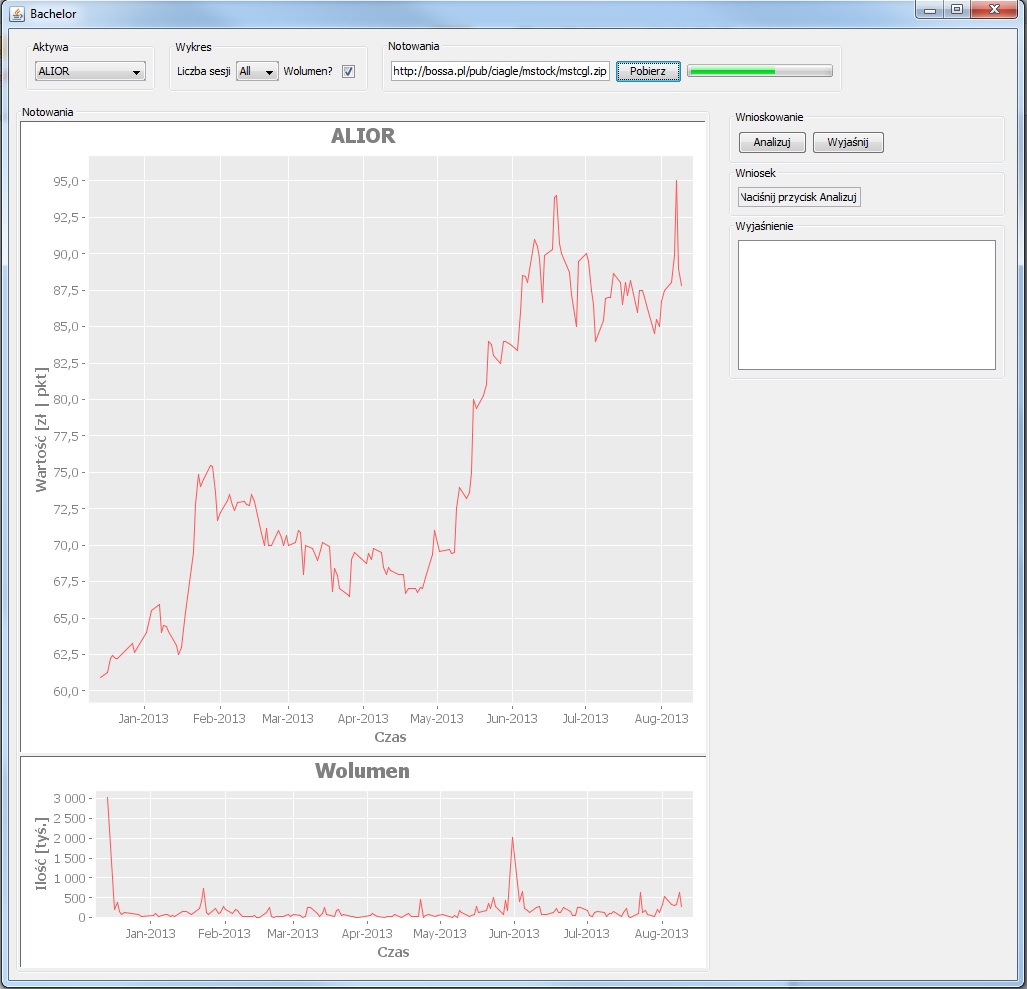 Bachelor
Aktywa
ALIOR
Wykres
Liczba sesji All Wolumen?
Notowania
http://bossa.pl/pub/ciagle/mstock/mstcgl.zip Pobierz
Notowania
ALIOR
95,0
92,5
90,0
87,5
85,0
82,5
80,0
77,5
75,0
72,5
70,0
67,5
65,0
62,5
60,0
Wartość [zł | pkt]
Jan-2013 Feb-2013 Mar-2013 Apr-2013 May-2013 Jun-2013 Jul-2013 Aug-2013
Czas
Wolumen
3 000
2 500
2 000
1 500
1 000
500
0
Ilość [tyś.]
Jan-2013 Feb-2013 Mar-2013 Apr-2013 May-2013 Jun-2013 Jul-2013 Aug-2013
Czas
Wnioskowanie
Analizuj Wyjaśnij
Wniosek
Naciśnij przycisk Analizuj
Wyjaśnienie